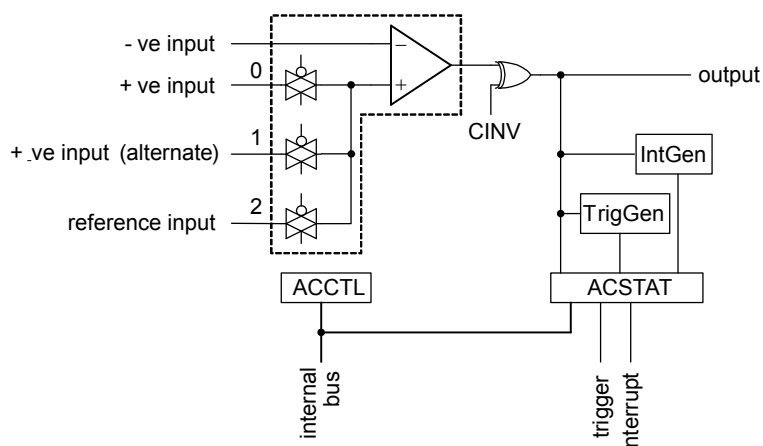 - ve input
+ ve input
0
+ ve input (alternate)
1
reference input
2
−
+
CINV
output
IntGen
TrigGen
ACCTL
ACSTAT
internal
bus
trigger
interrupt